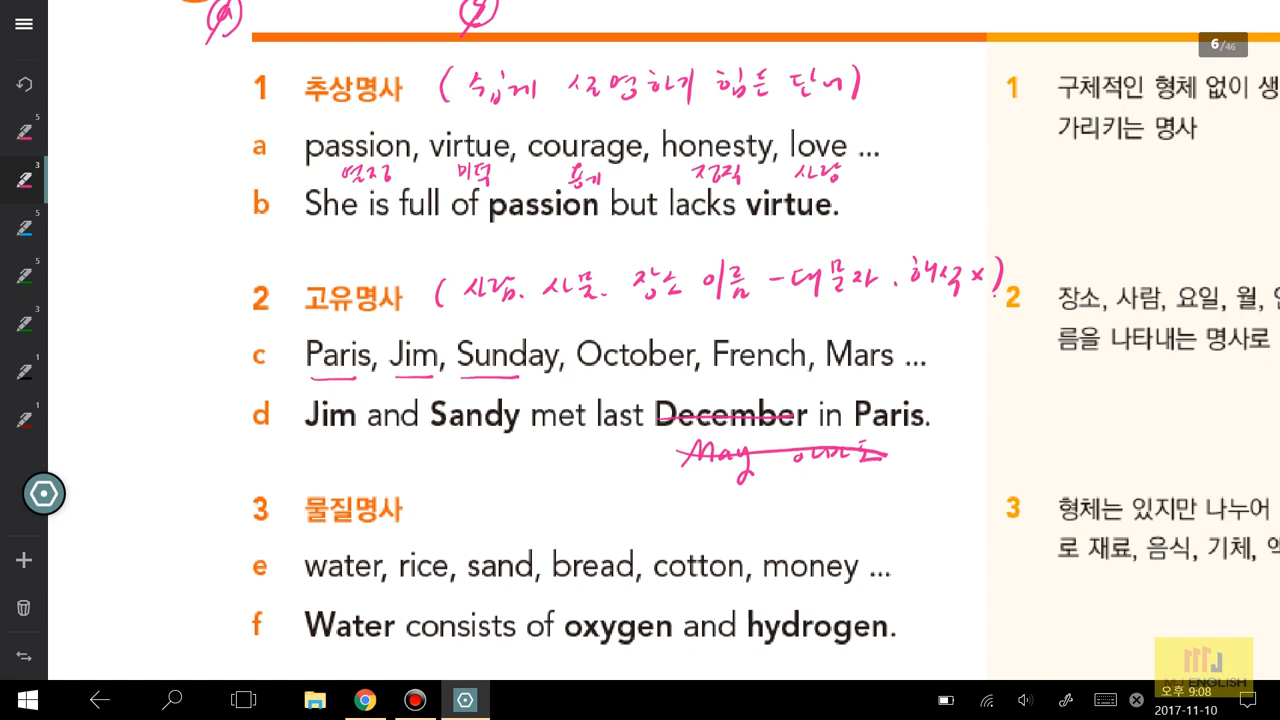 6/46
1 추상명사 (쉽게 설명하기 힘든 단어)
1 구체적인 형체 없이 생
가리키는 명사
a passion, virtue, courage, honesty, love ...
열정 미덕 용기 정직 사랑
b She is full of passion but lacks virtue.
2 고유명사 (사람. 사물. 장소 이름 - 대문자. 해석 x)
2 장소, 사람, 요일, 월, 언
름을 나타내는 명사로
c Paris, Jim, Sunday, October, French, Mars ...
d Jim and Sandy met last December in Paris.
May
3 물질명사
3 형체는 있지만 나누어
로 재료, 음식, 기체, 액
e water, rice, sand, bread, cotton, money ...
f Water consists of oxygen and hydrogen.
MJ ENGLISH
오후 9:08
2017-11-10